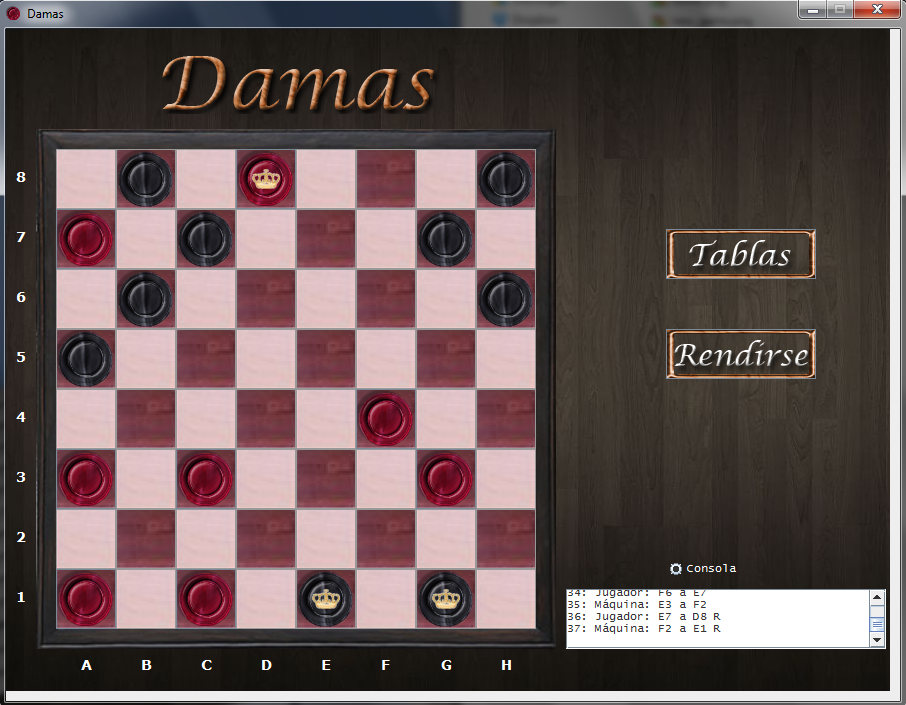 Damas
Damas
8
7
6
5
4
3
2
1
A B C D E F G H
Tablas
Rendirse
Consola
34: Jugador: F6 a E7
35: Máquina: E3 a F2
36: Jugador: E7 a D8 R
37: Máquina: F2 a E1 R